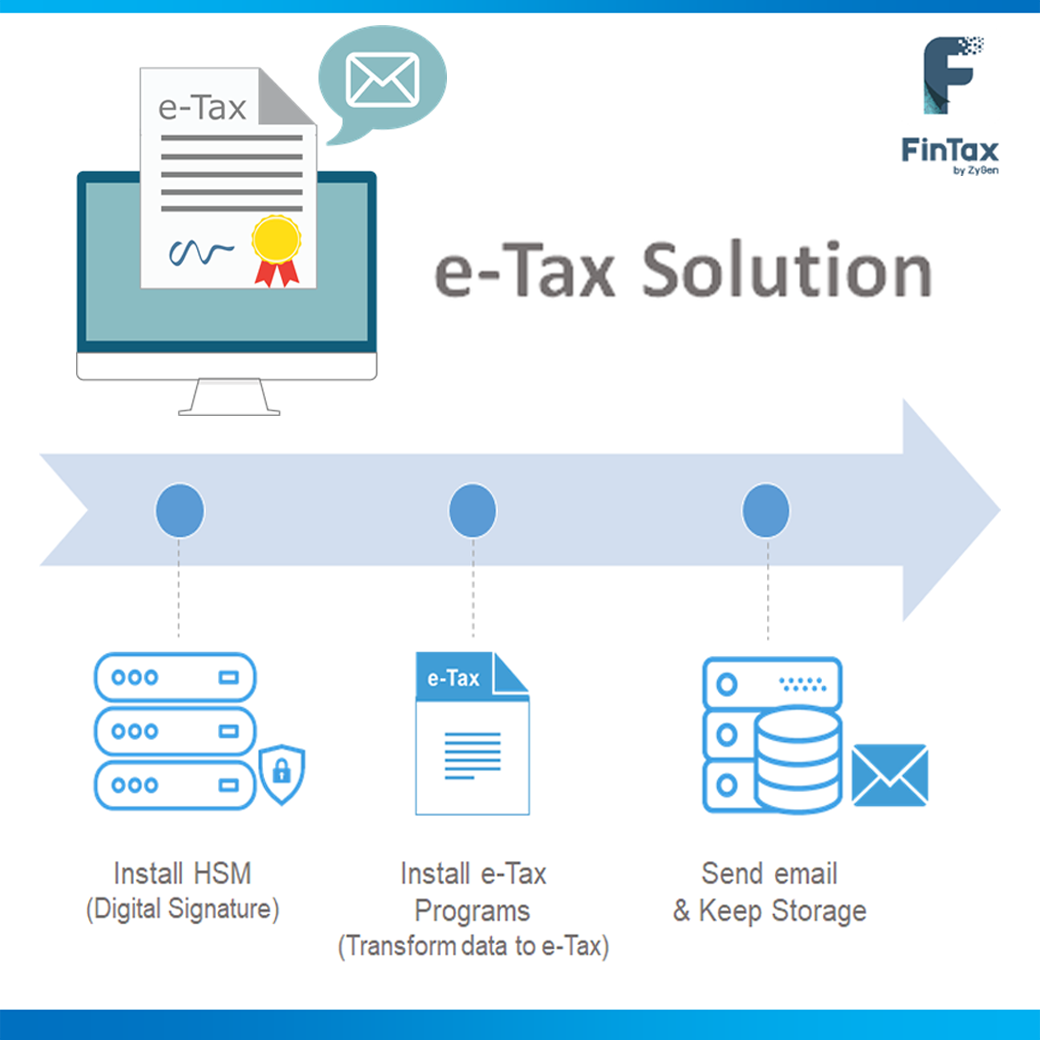 e-Tax
FinTax
by ZyGen
e-Tax Solution
e-Tax
Install HSM
(Digital Signature)
Install e-Tax
Programs
(Transform data to e-Tax)
Send email
& Keep Storage